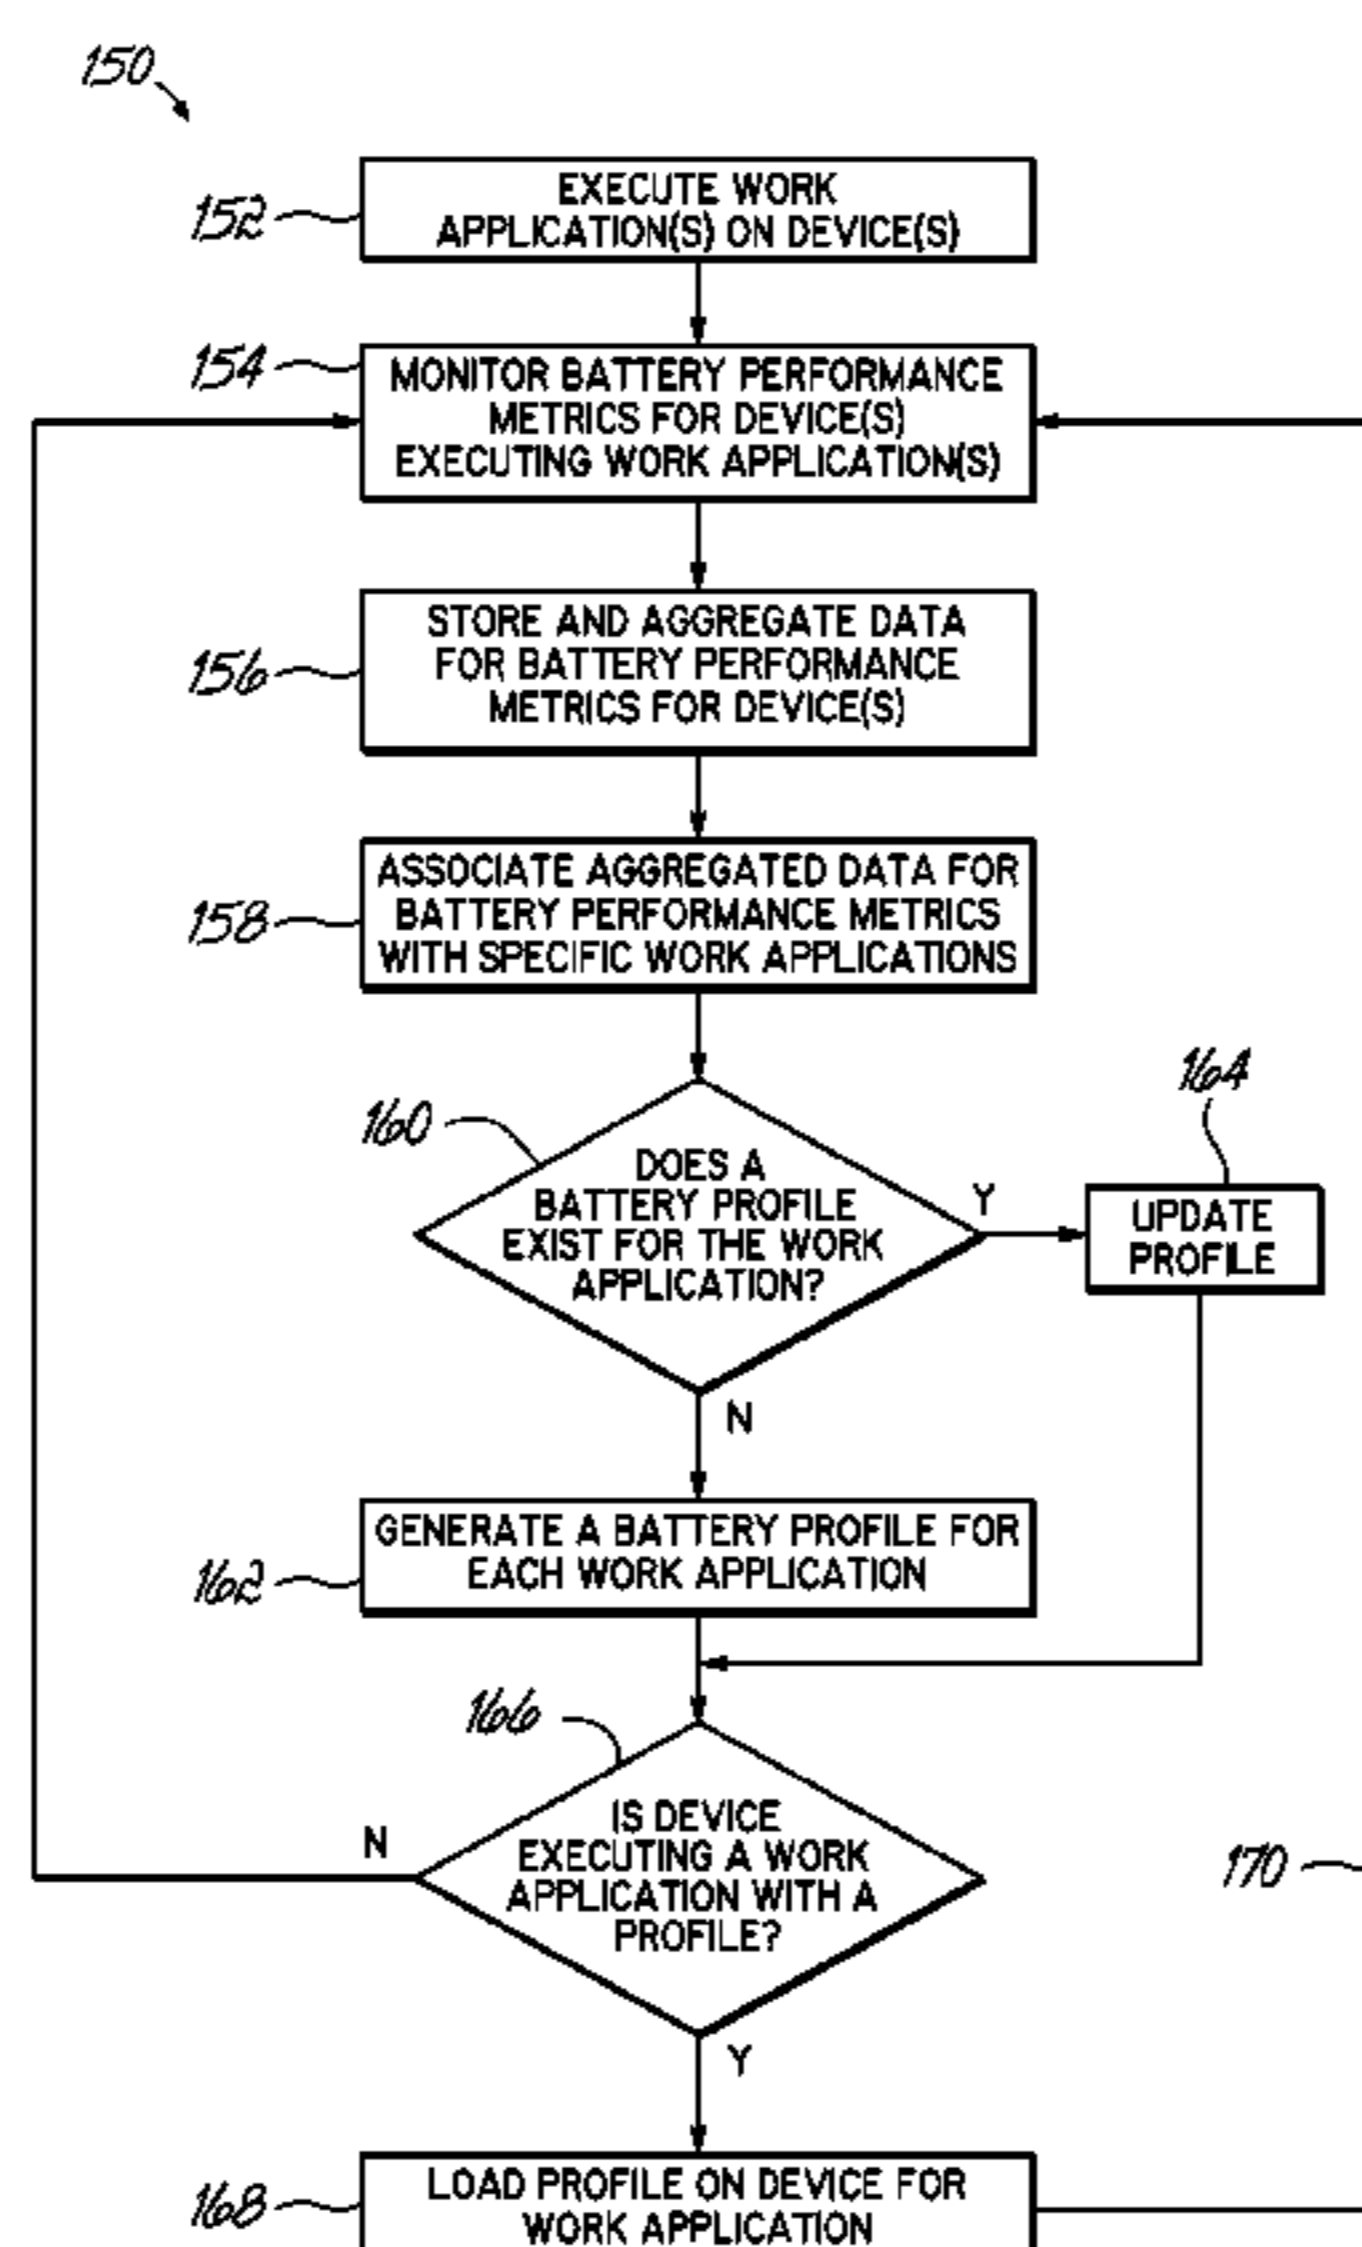 150
152
EXECUTE WORK
APPLICATION(S) ON DEVICE(S)
154
MONITOR BATTERY PERFORMANCE
METRICS FOR DEVICE(S)
EXECUTING WORK APPLICATION(S)
156
STORE AND AGGREGATE DATA
FOR BATTERY PERFORMANCE
METRICS FOR DEVICE(S)
158
ASSOCIATE AGGREGATED DATA FOR
BATTERY PERFORMANCE METRICS
WITH SPECIFIC WORK APPLICATIONS
160
DOES A
BATTERY PROFILE
EXIST FOR THE WORK
APPLICATION?
Y
164
UPDATE
PROFILE
N
162
GENERATE A BATTERY PROFILE FOR
EACH WORK APPLICATION
166
IS DEVICE
EXECUTING A WORK
APPLICATION WITH A
PROFILE?
N
170
Y
168
LOAD PROFILE ON DEVICE FOR
WORK APPLICATION